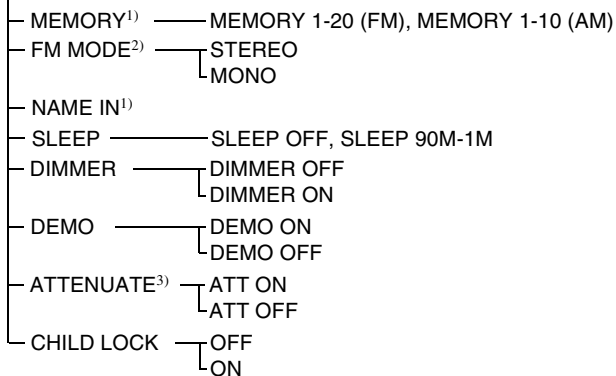 MEMORY1) MEMORY 1-20 (FM), MEMORY 1-10 (AM)
FM MODE2) STEREO
MONO
NAME IN1)
SLEEP SLEEP OFF, SLEEP 90M-1M
DIMMER DIMMER OFF
DIMMER ON
DEMO DEMO ON
DEMO OFF
ATTENUATE3) ATT ON
ATT OFF
CHILD LOCK OFF
ON